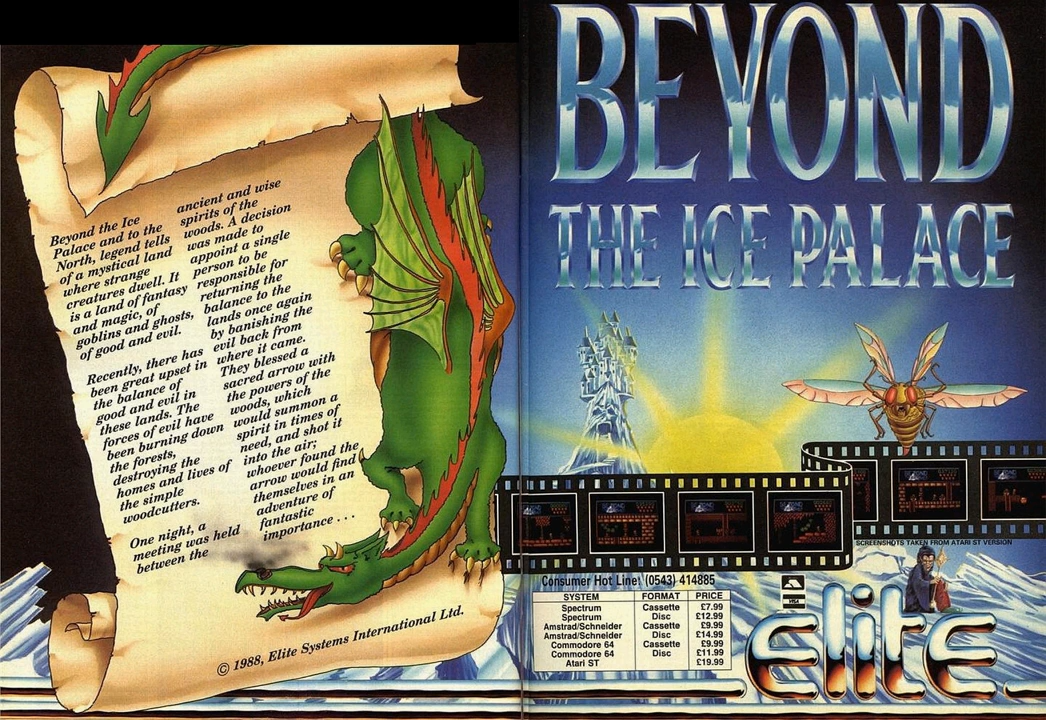 Beyond the Ice
Palace and to the
North, legend tells
of a mystical land
where strange
creatures dwell. It
is a land of fantasy
and magic, of
goblins and ghosts,
of good and evil.
Recently, there has
been great upset in
the balance of
good and evil in
these lands. The
forces of evil have
been burning down
the forests,
destroying the
homes and lives of
the simple
woodcutters.
One night, a
meeting was held
between the
ancient and wise
spirits of the
woods. A decision
was made to
appoint a single
person to be
responsible for
returning the
balance to the
lands once again
by banishing the
evil back from
where it came.
They blessed a
sacred arrow with
the powers of the
woods, which
would summon a
spirit in times of
need, and shot it
into the air;
whoever found the
arrow would find
themselves in an
adventure of
fantastic
importance . . .
© 1988, Elite Systems International Ltd.
BEYOND
THE ICE PALACE
SCREENSHOTS TAKEN FROM ATARI ST VERSION
Consumer Hot Line: (0543) 414885
SYSTEM FORMAT PRICE
Spectrum Cassette £7.99
Spectrum Disc £12.99
Amstrad/Schneider Cassette £9.99
Amstrad/Schneider Disc £14.99
Commodore 64 Cassette £9.99
Commodore 64 Disc £11.99
Atari ST £19.99
VISA
elite